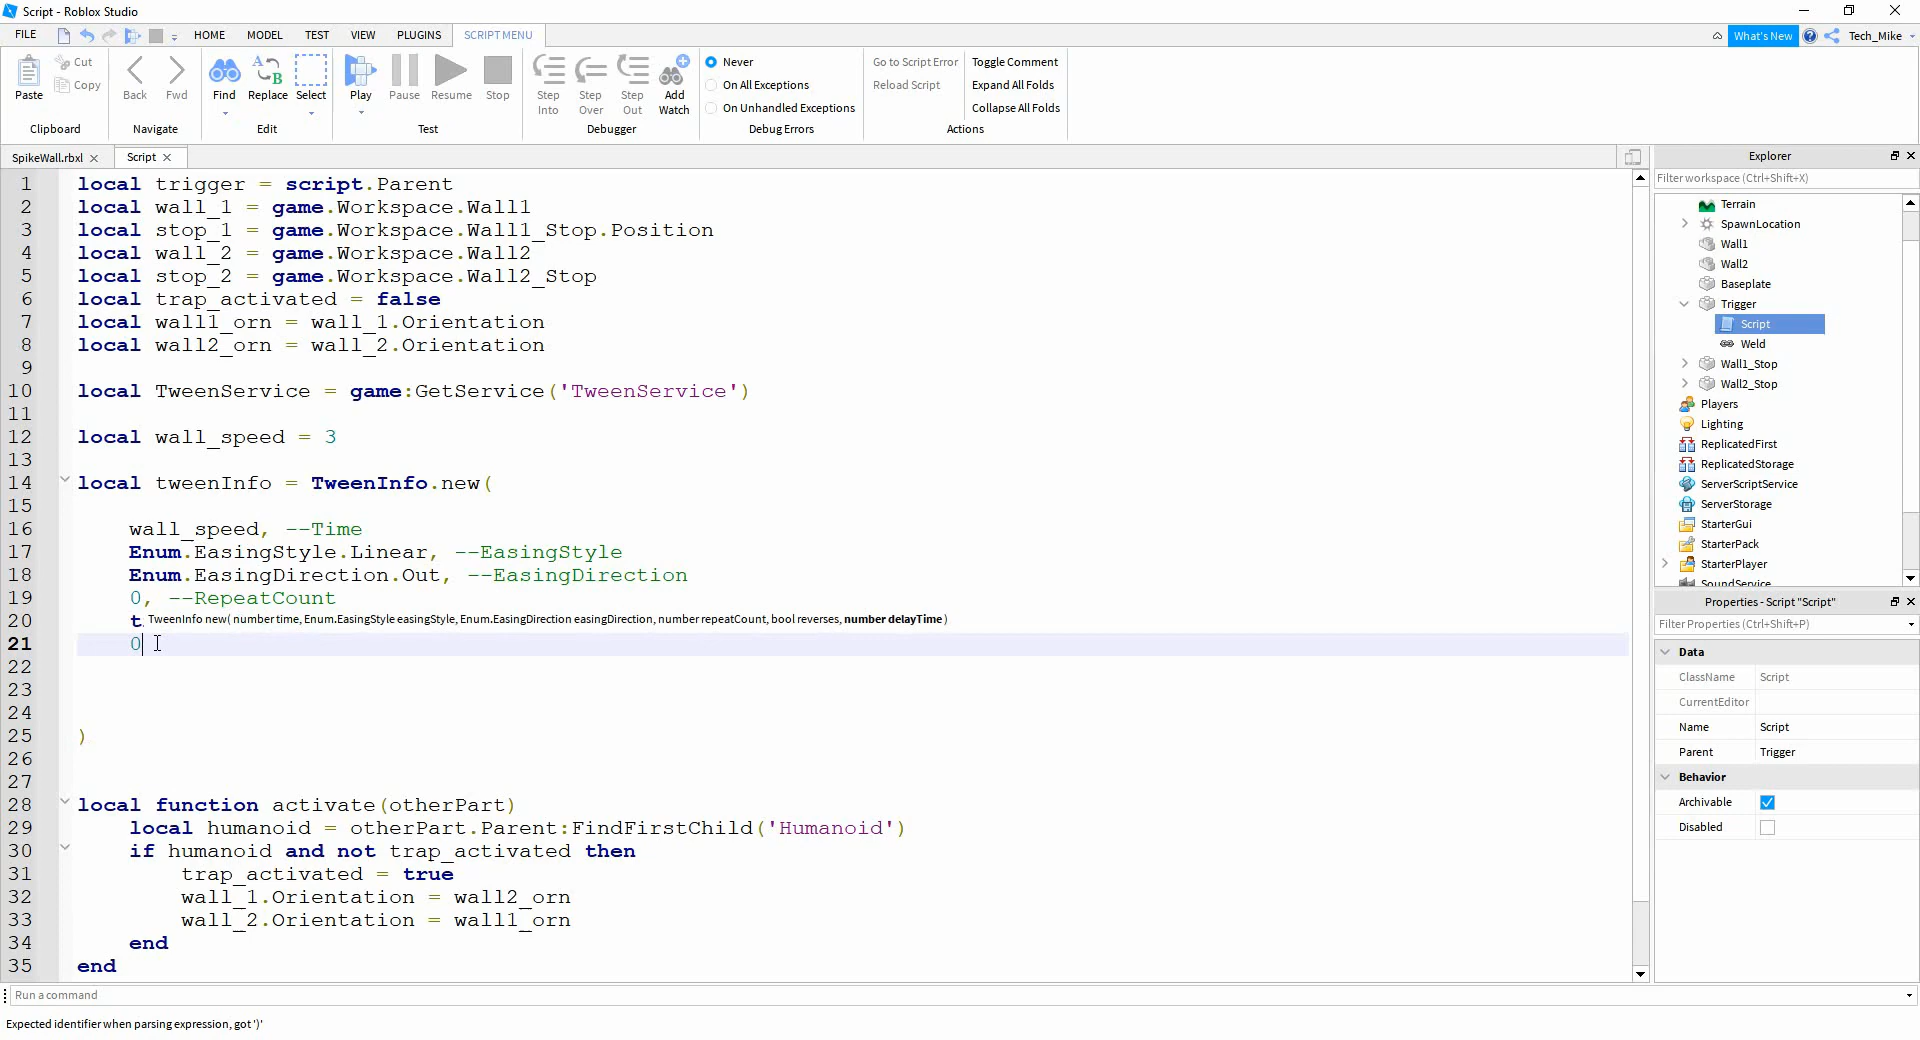 Script - Roblox Studio
FILE HOME MODEL TEST VIEW PLUGINS SCRIPT MENU What's New Tech_Mike
Paste Cut Copy Clipboard
Back Fwd Navigate
Find Replace Select Edit
Play Pause Resume Stop Test
Step Into Step Over Step Out Add Watch Debugger
Never
On All Exceptions
On Unhandled Exceptions
Debug Errors
Go to Script Error Toggle Comment
Reload Script Expand All Folds
Collapse All Folds
Actions
SpikeWall.rbxl Script
1 local trigger = script.Parent
2 local wall_1 = game.Workspace.Wall1
3 local stop_1 = game.Workspace.Wall1_Stop.Position
4 local wall_2 = game.Workspace.Wall2
5 local stop_2 = game.Workspace.Wall2_Stop
6 local trap_activated = false
7 local wall1_orn = wall_1.Orientation
8 local wall2_orn = wall_2.Orientation
9
10 local TweenService = game:GetService('TweenService')
11
12 local wall_speed = 3
13
14 local tweenInfo = TweenInfo.new(
15
16 wall_speed, --Time
17 Enum.EasingStyle.Linear, --EasingStyle
18 Enum.EasingDirection.Out, --EasingDirection
19 0, --RepeatCount
20 t TweenInfo new( number time, Enum.EasingStyle easingStyle, Enum.EasingDirection easingDirection, number repeatCount, bool reverses, number delayTime )
21 0
22
23
24
25 )
26
27
28 local function activate(otherPart)
29 local humanoid = otherPart.Parent:FindFirstChild('Humanoid')
30 if humanoid and not trap_activated then
31 trap_activated = true
32 wall_1.Orientation = wall2_orn
33 wall_2.Orientation = wall1_orn
34 end
35 end
Run a command
Expected identifier when parsing expression, got ')'
Explorer
Filter workspace (Ctrl+Shift+X)
Terrain
SpawnLocation
Wall1
Wall2
Baseplate
Trigger
Script
Weld
Wall1_Stop
Wall2_Stop
Players
Lighting
ReplicatedFirst
ReplicatedStorage
ServerScriptService
ServerStorage
StarterGui
StarterPack
StarterPlayer
SoundService
Properties - Script "Script"
Filter Properties (Ctrl+Shift+P)
Data
ClassName Script
CurrentEditor
Name Script
Parent Trigger
Behavior
Archivable
Disabled